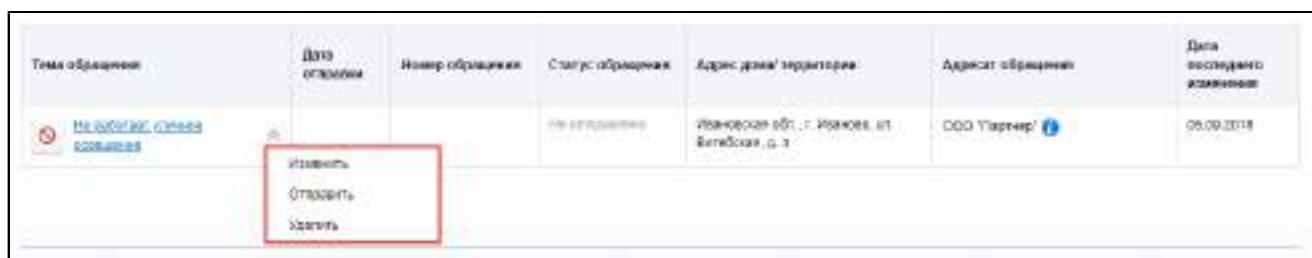 Тема обращения
Дата
отправки
Номер обращения
Статус обращения
Адрес дома/ территории
Адресат обращения
Дата
последнего
изменения
Не работает уличное
освещение
Не отправлено
Ивановская обл., г. Иваново, ул.
Витебская, д. 3
ООО "Партнер"
05.09.2018
Изменить
Отправить
Удалить